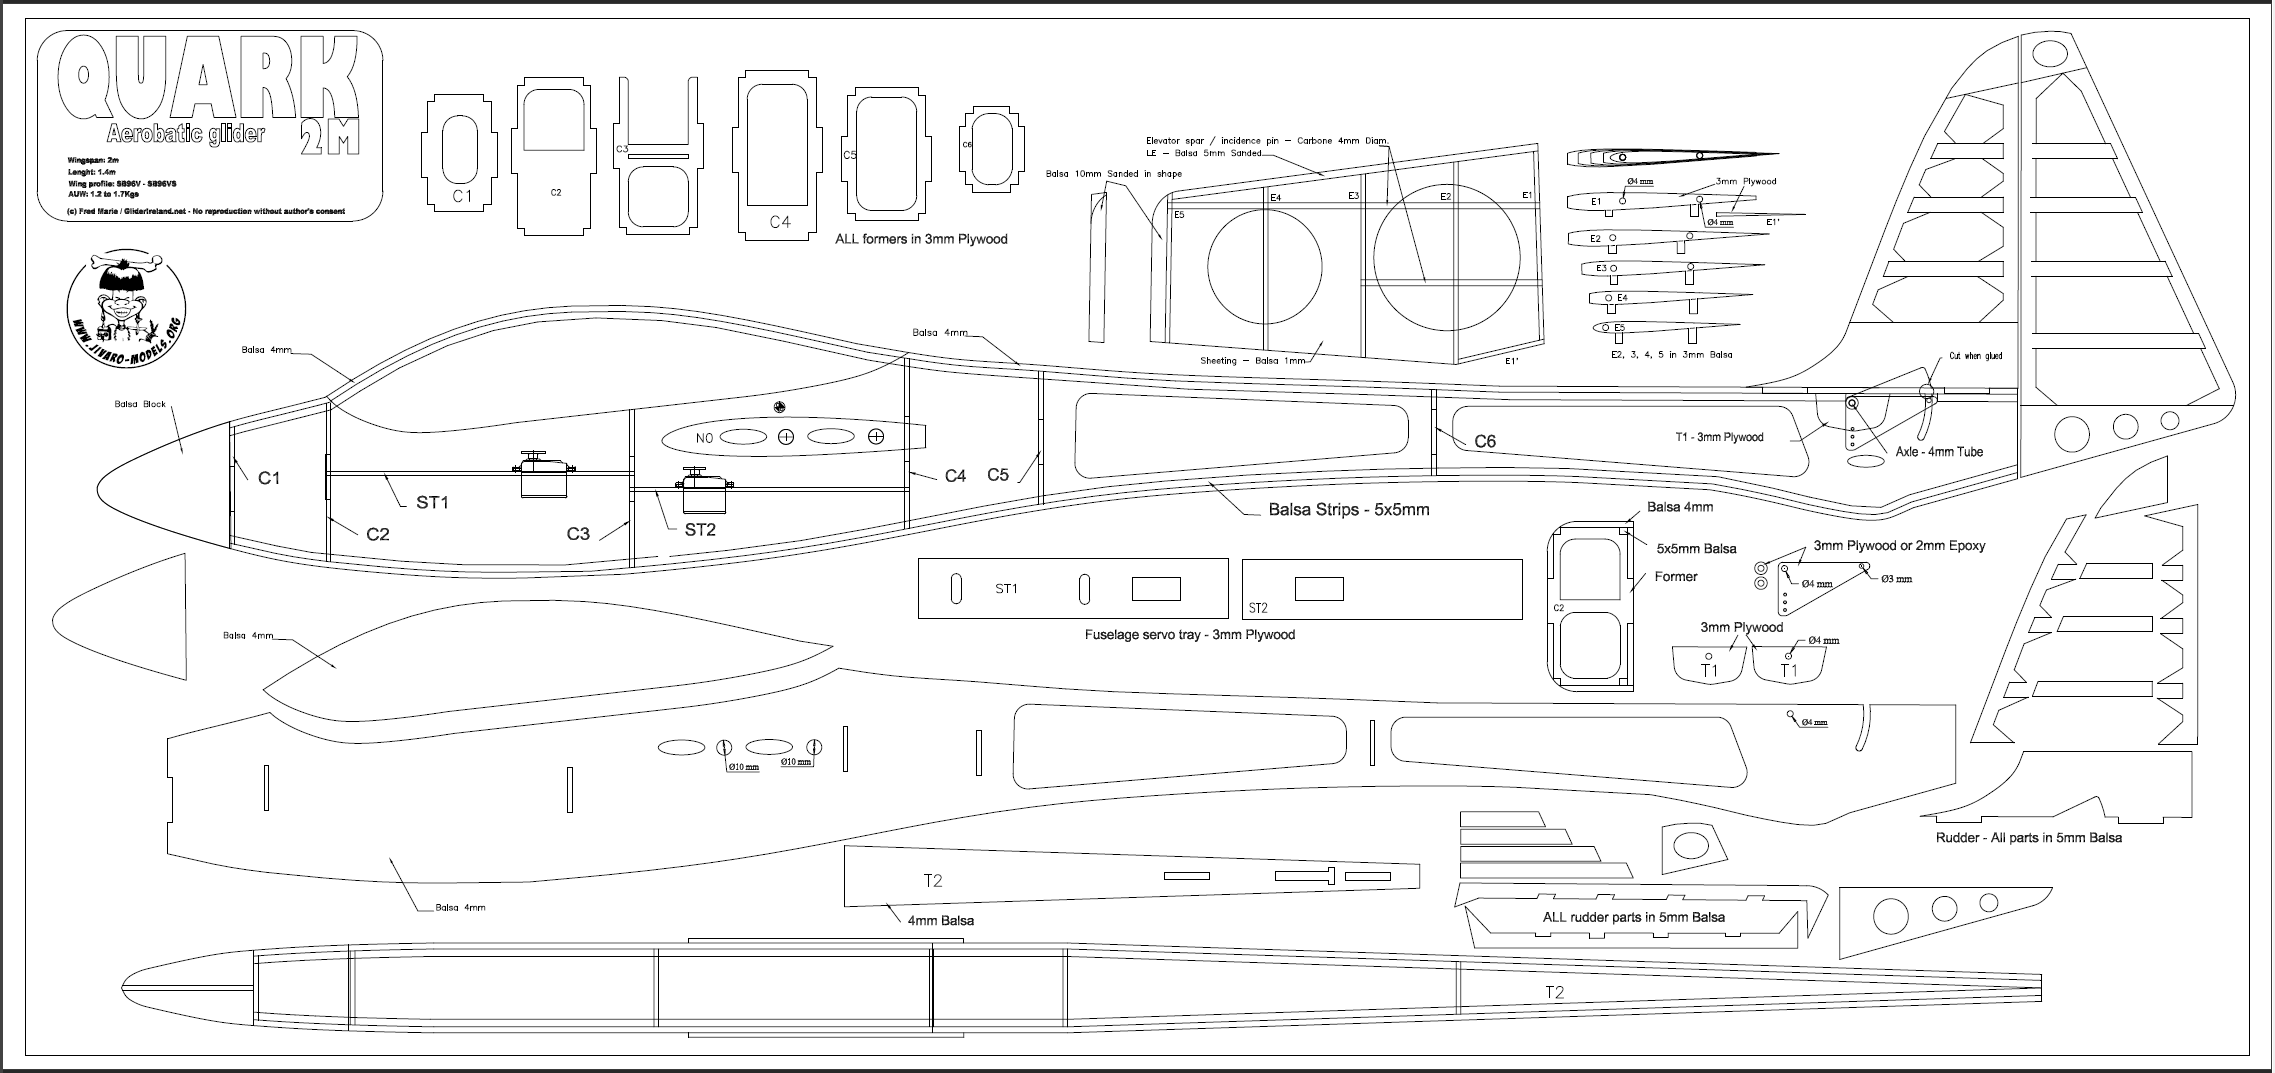 QUARK
Aerobatic glider
2M
Wingspan: 2m
Lenght: 1.4m
Wing profile: SB96V - SB96VS
AUW: 1.2 to 1.7Kgs
(c) Fred Marie / GliderIreland.net - No reproduction without author's consent
WWW.JIVARO-MODELS.ORG
C1
C2
C3
C4
C5
C6
ALL formers in 3mm Plywood
Elevator spar / incidence pin - Carbone 4mm Diam.
LE - Balsa 5mm Sanded
Balsa 10mm Sanded in shape
E5
E4
E3
E2
E1
Sheeting - Balsa 1mm
E1'
Ø4 mm
3mm Plywood
E1
Ø4 mm
E1'
E2
E3
E4
E5
E2, 3, 4, 5 in 3mm Balsa
Cut when glued
Balsa 4mm
Balsa 4mm
Balsa Block
NO
C1
ST1
C2
C3
ST2
C4
C5
C6
T1 - 3mm Plywood
Axle - 4mm Tube
Balsa Strips - 5x5mm
Balsa 4mm
5x5mm Balsa
Former
C2
3mm Plywood or 2mm Epoxy
Ø4 mm
Ø3 mm
ST1
ST2
Fuselage servo tray - 3mm Plywood
3mm Plywood
Ø4 mm
T1
T1
Balsa 4mm
Ø10 mm
Ø10 mm
Ø4 mm
Rudder - All parts in 5mm Balsa
T2
4mm Balsa
Balsa 4mm
ALL rudder parts in 5mm Balsa
T2